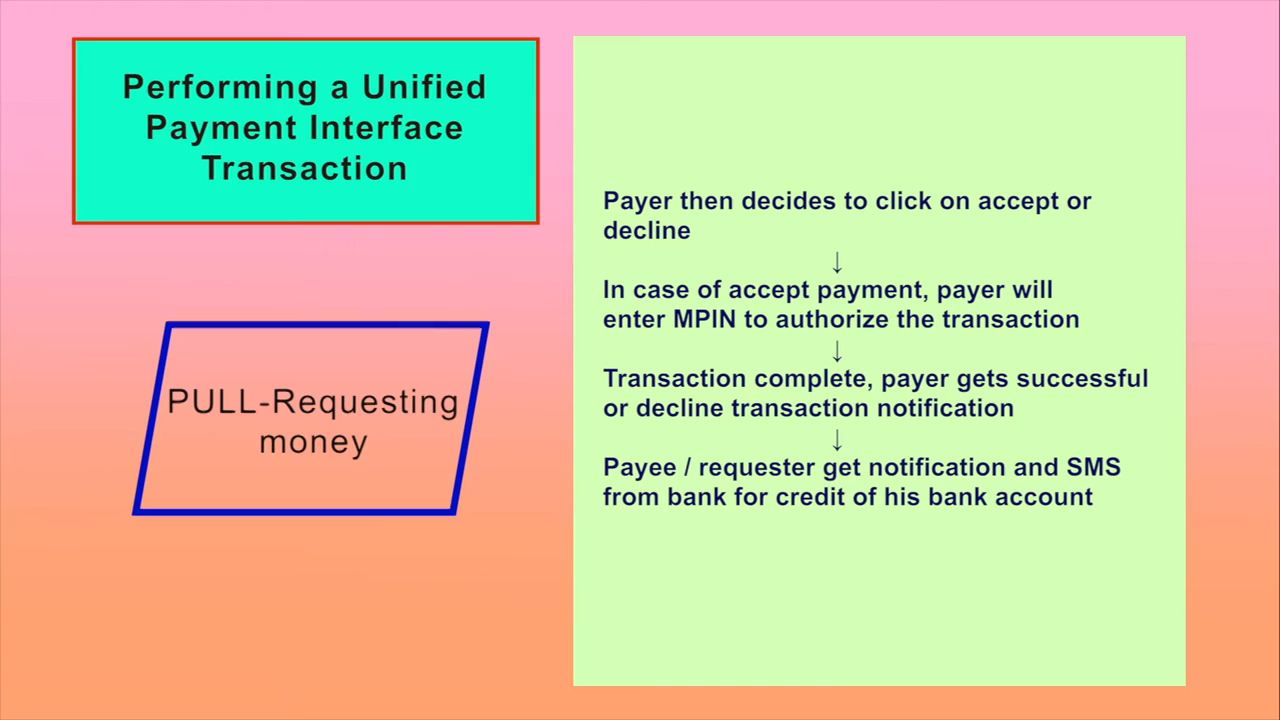 Performing a Unified
Payment Interface
Transaction
PULL-Requesting
money
Payer then decides to click on accept or
decline
↓
In case of accept payment, payer will
enter MPIN to authorize the transaction
↓
Transaction complete, payer gets successful
or decline transaction notification
↓
Payee / requester get notification and SMS
from bank for credit of his bank account